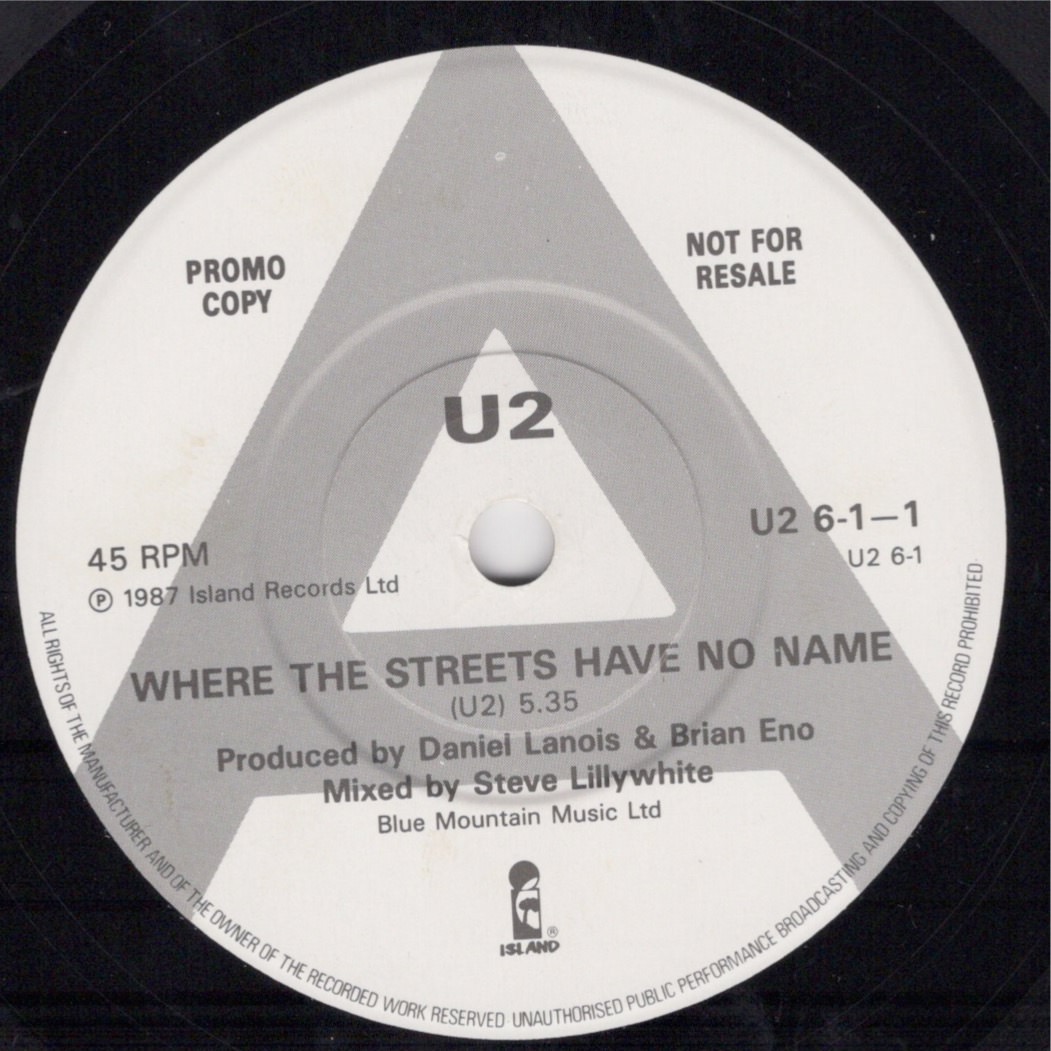 PROMO
COPY
NOT FOR
RESALE
U2
45 RPM
Ⓟ 1987 Island Records Ltd
U2 6-1—1
U2 6-1
WHERE THE STREETS HAVE NO NAME
(U2) 5.35
Produced by Daniel Lanois & Brian Eno
Mixed by Steve Lillywhite
Blue Mountain Music Ltd
ISLAND®
ALL RIGHTS OF THE MANUFACTURER AND OF THE OWNER OF THE RECORDED WORK RESERVED UNAUTHORISED PUBLIC PERFORMANCE BROADCASTING AND COPYING OF THIS RECORD PROHIBITED